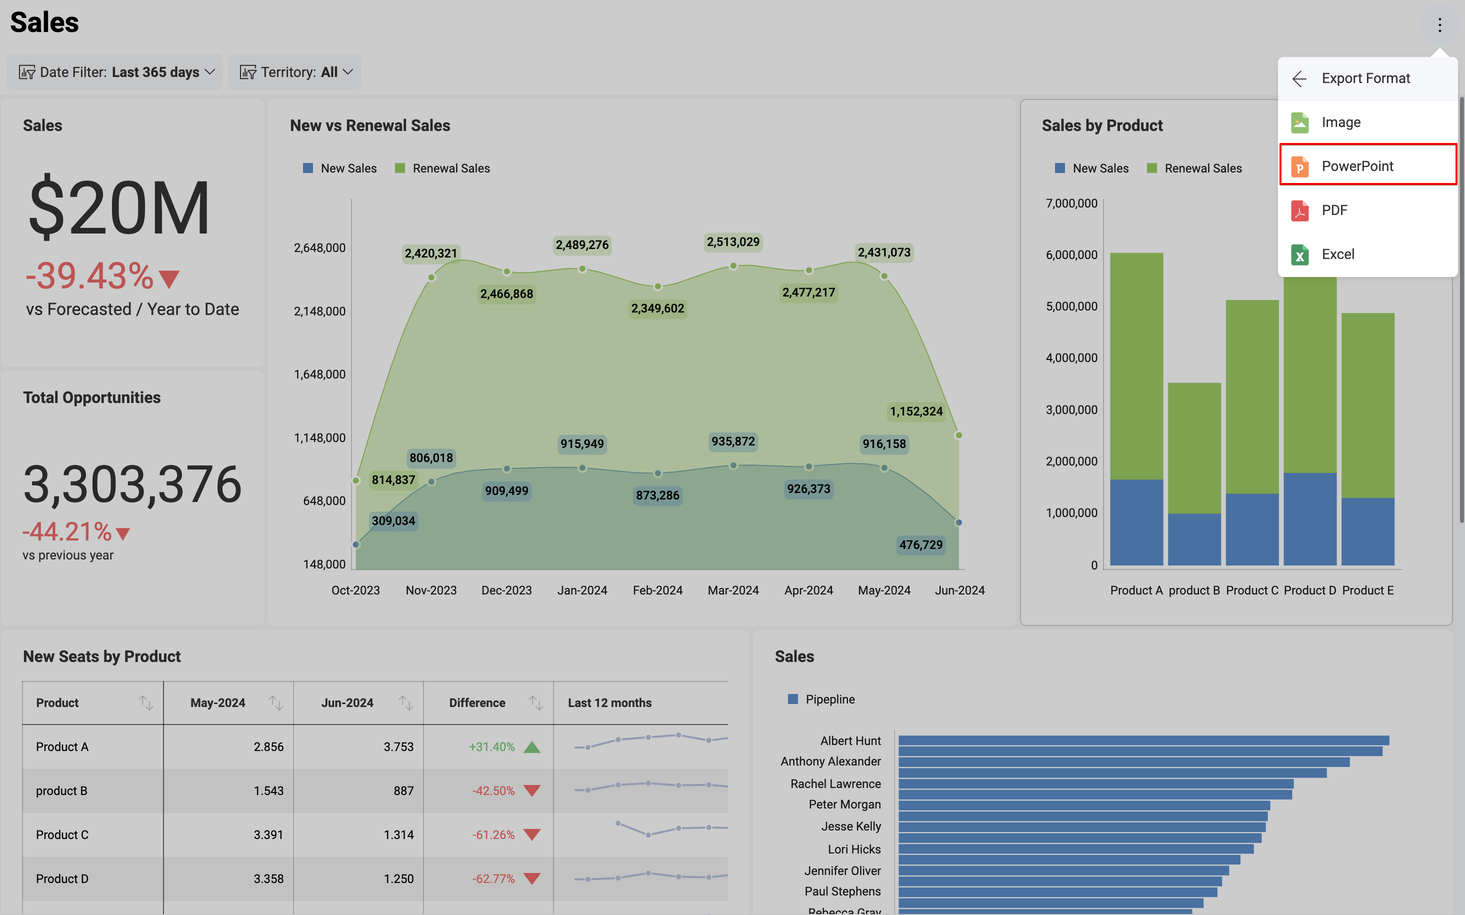 Sales
Date Filter: Last 365 days
Territory: All
Export Format
Image
PowerPoint
PDF
Excel
Sales
$20M
-39.43%
vs Forecasted / Year to Date
Total Opportunities
3,303,376
-44.21%
vs previous year
New vs Renewal Sales
New Sales
Renewal Sales
2,648,000
2,148,000
1,648,000
1,148,000
648,000
148,000
2,420,321
2,489,276
2,513,029
2,431,073
2,466,868
2,349,602
2,477,217
1,152,324
814,837
806,018
915,949
935,872
916,158
909,499
873,286
926,373
309,034
476,729
Oct-2023
Nov-2023
Dec-2023
Jan-2024
Feb-2024
Mar-2024
Apr-2024
May-2024
Jun-2024
Sales by Product
New Sales
Renewal Sales
7,000,000
6,000,000
5,000,000
4,000,000
3,000,000
2,000,000
1,000,000
0
Product A
product B
Product C
Product D
Product E
New Seats by Product
Product May-2024 Jun-2024 Difference Last 12 months
Product A 2.856 3.753 +31.40%
product B 1.543 887 -42.50%
Product C 3.391 1.314 -61.26%
Product D 3.358 1.250 -62.77%
Sales
Pipepline
Albert Hunt
Anthony Alexander
Rachel Lawrence
Peter Morgan
Jesse Kelly
Lori Hicks
Jennifer Oliver
Paul Stephens
Rebecca Gray